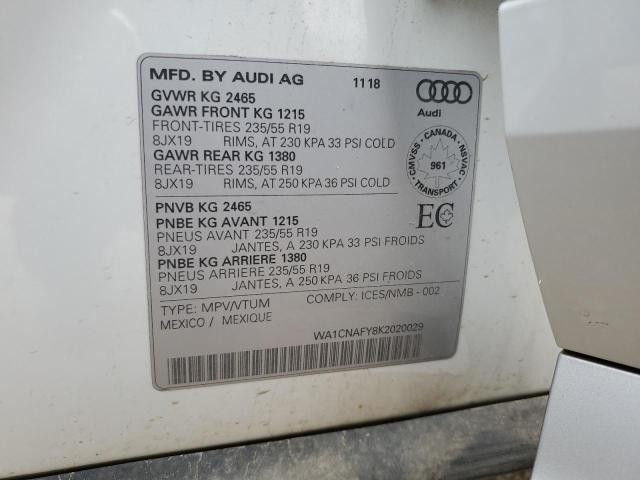 MFD. BY AUDI AG 11 18
GVWR KG 2465
GAWR FRONT KG 1215
FRONT-TIRES 235/55 R19
8JX19 RIMS, AT 230 KPA 33 PSI COLD
GAWR REAR KG 1380
REAR-TIRES 235/55 R19
8JX19 RIMS, AT 250 KPA 36 PSI COLD
Audi
CMVSS - CANADA - NSVAC
961
TRANSPORT
PNVB KG 2465
PNBE KG AVANT 1215
PNEUS AVANT 235/55 R19
8JX19 JANTES, A 230 KPA 33 PSI FROIDS
PNBE KG ARRIERE 1380
PNEUS ARRIERE 235/55 R19
8JX19 JANTES, A 250 KPA 36 PSI FROIDS
EC
TYPE: MPV/VTUM COMPLY: ICES/NMB - 002
MEXICO / MEXIQUE
WA1CNAFY8K2020029